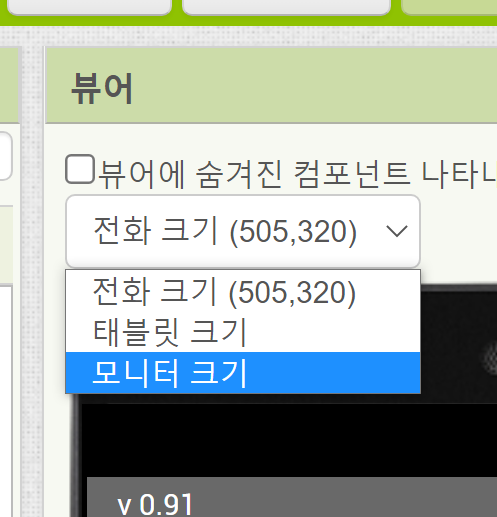 뷰어
뷰어에 숨겨진 컴포넌트 나타나
전화 크기 (505,320)
전화 크기 (505,320)
태블릿 크기
모니터 크기
v 0.91